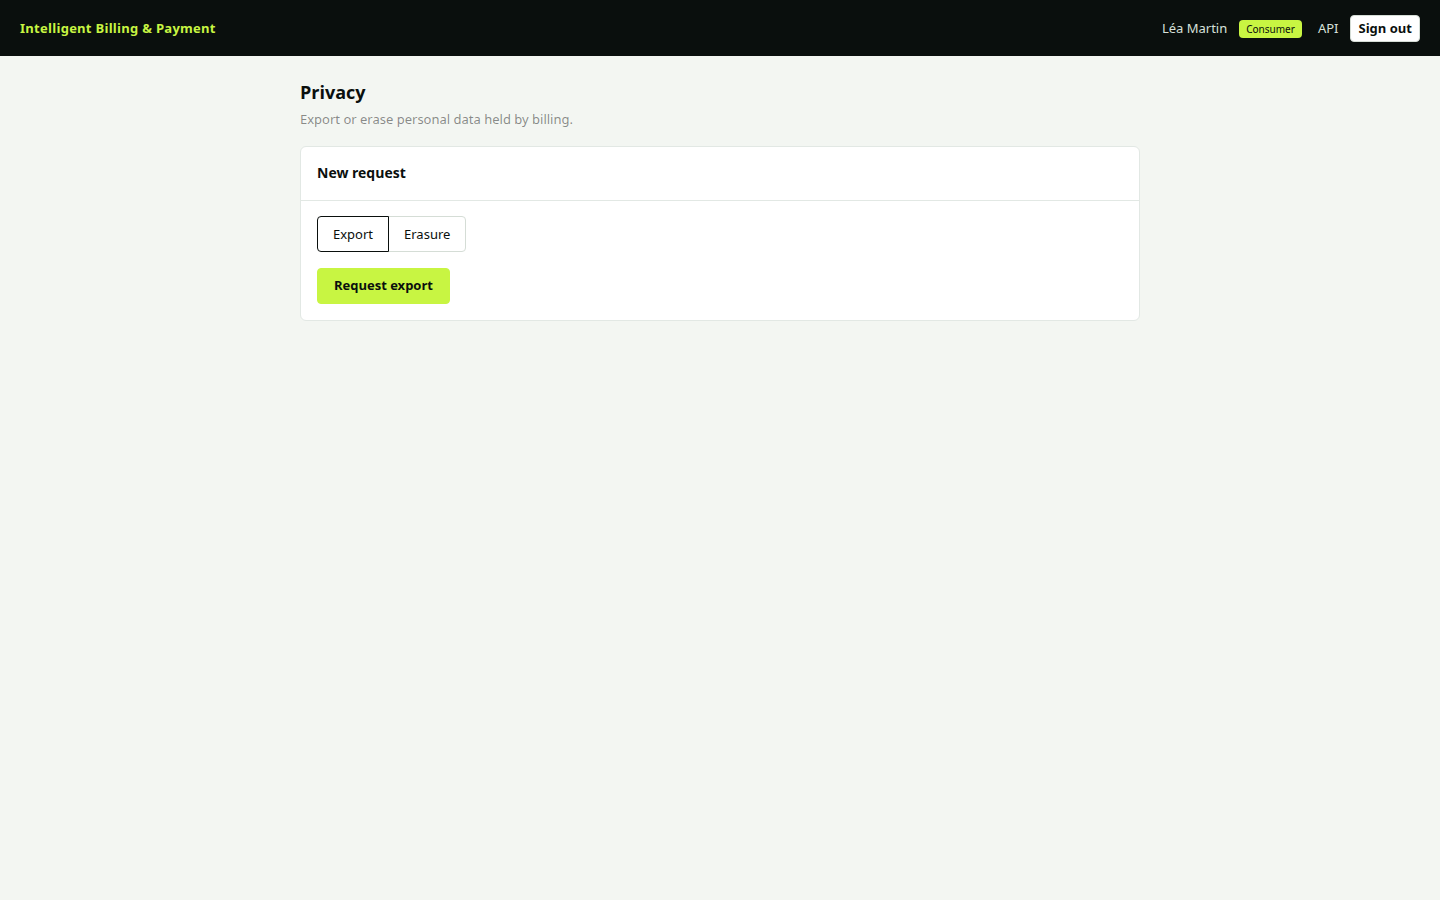 Intelligent Billing & Payment
Léa Martin Consumer API Sign out
Privacy
Export or erase personal data held by billing.
New request
Export Erasure
Request export